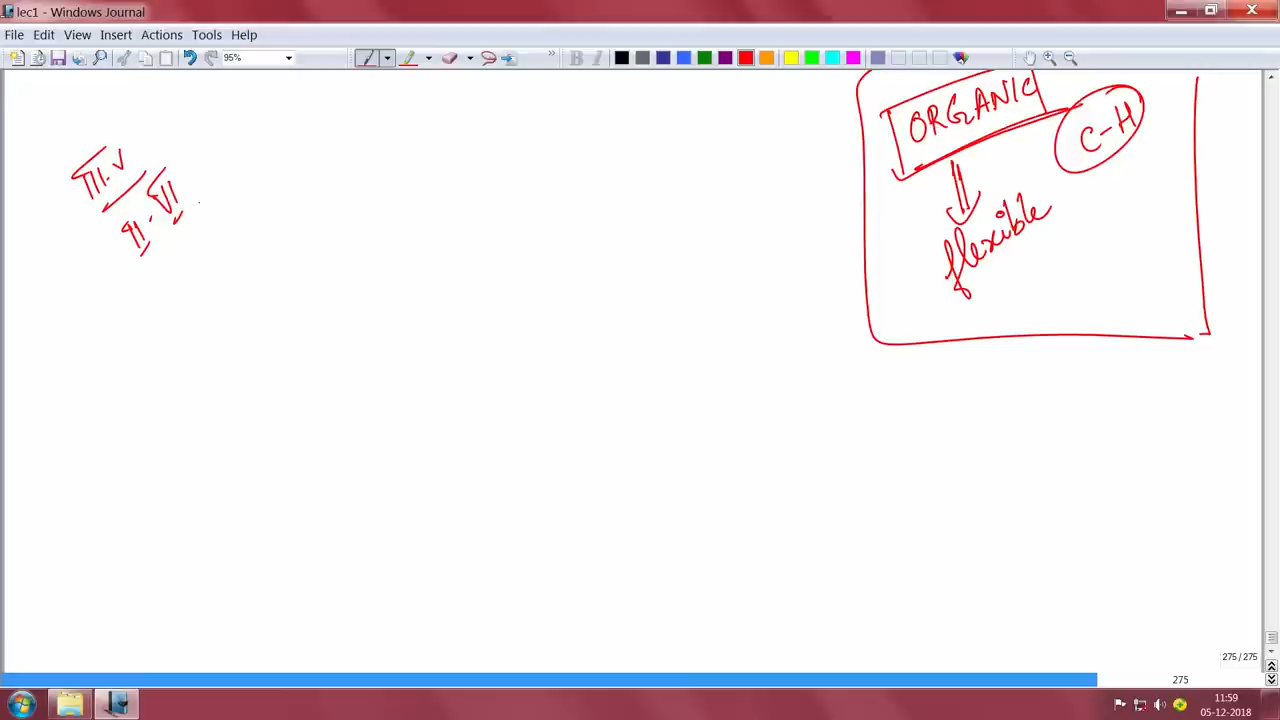 lec1 - Windows Journal
File Edit View Insert Actions Tools Help
95%
ORGANIC
C-H
flexible
III-V
II-VI
275 / 275
275
11:59
05-12-2018